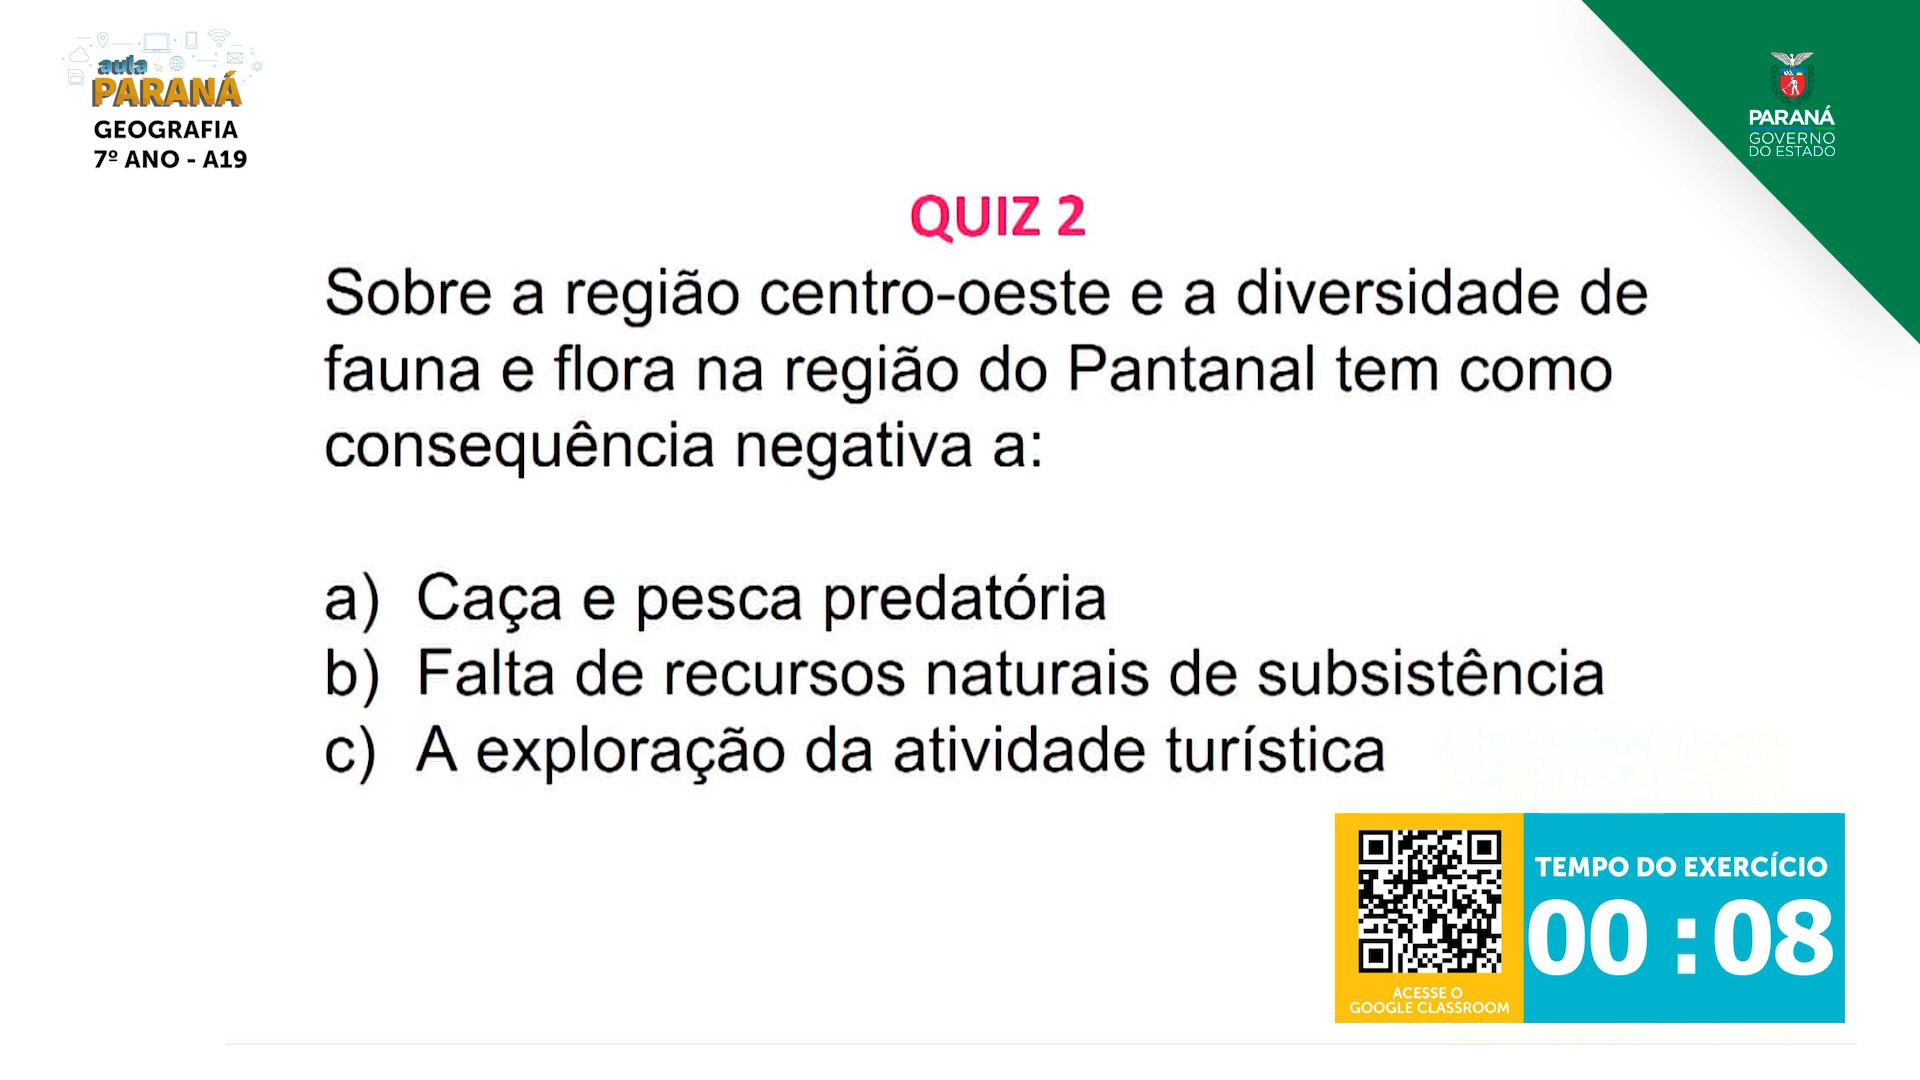 aula
PARANÁ
GEOGRAFIA
7º ANO - A19
PARANÁ
GOVERNO
DO ESTADO
QUIZ 2
Sobre a região centro-oeste e a diversidade de
fauna e flora na região do Pantanal tem como
consequência negativa a:
a) Caça e pesca predatória
b) Falta de recursos naturais de subsistência
c) A exploração da atividade turística
TEMPO DO EXERCÍCIO
00 : 08
ACESSE O
GOOGLE CLASSROOM